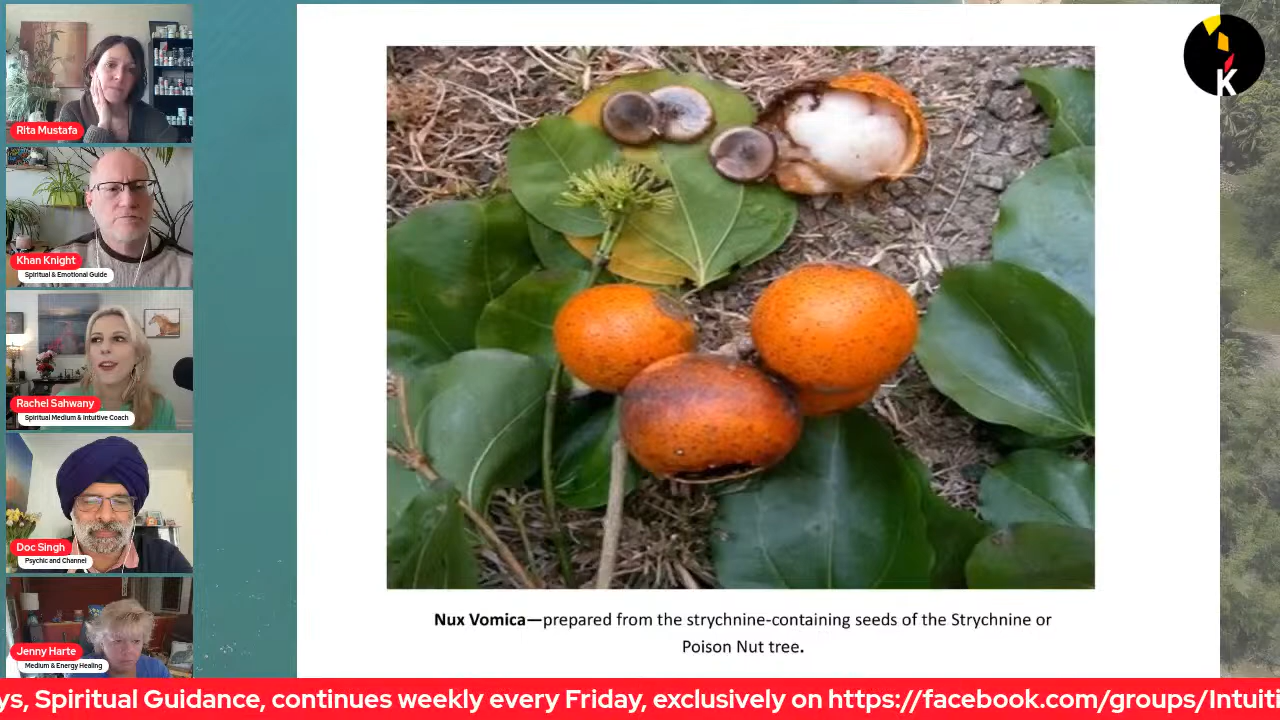 K
Rita Mustafa
Khan Knight
Spiritual & Emotional Guide
Rachel Sahwany
Spiritual Medium & Intuitive Coach
Doc Singh
Psychic and Channel
Jenny Harte
Medium & Energy Healing
Nux Vomica—prepared from the strychnine-containing seeds of the Strychnine or
Poison Nut tree.
ys, Spiritual Guidance, continues weekly every Friday, exclusively on https://facebook.com/groups/Intuiti